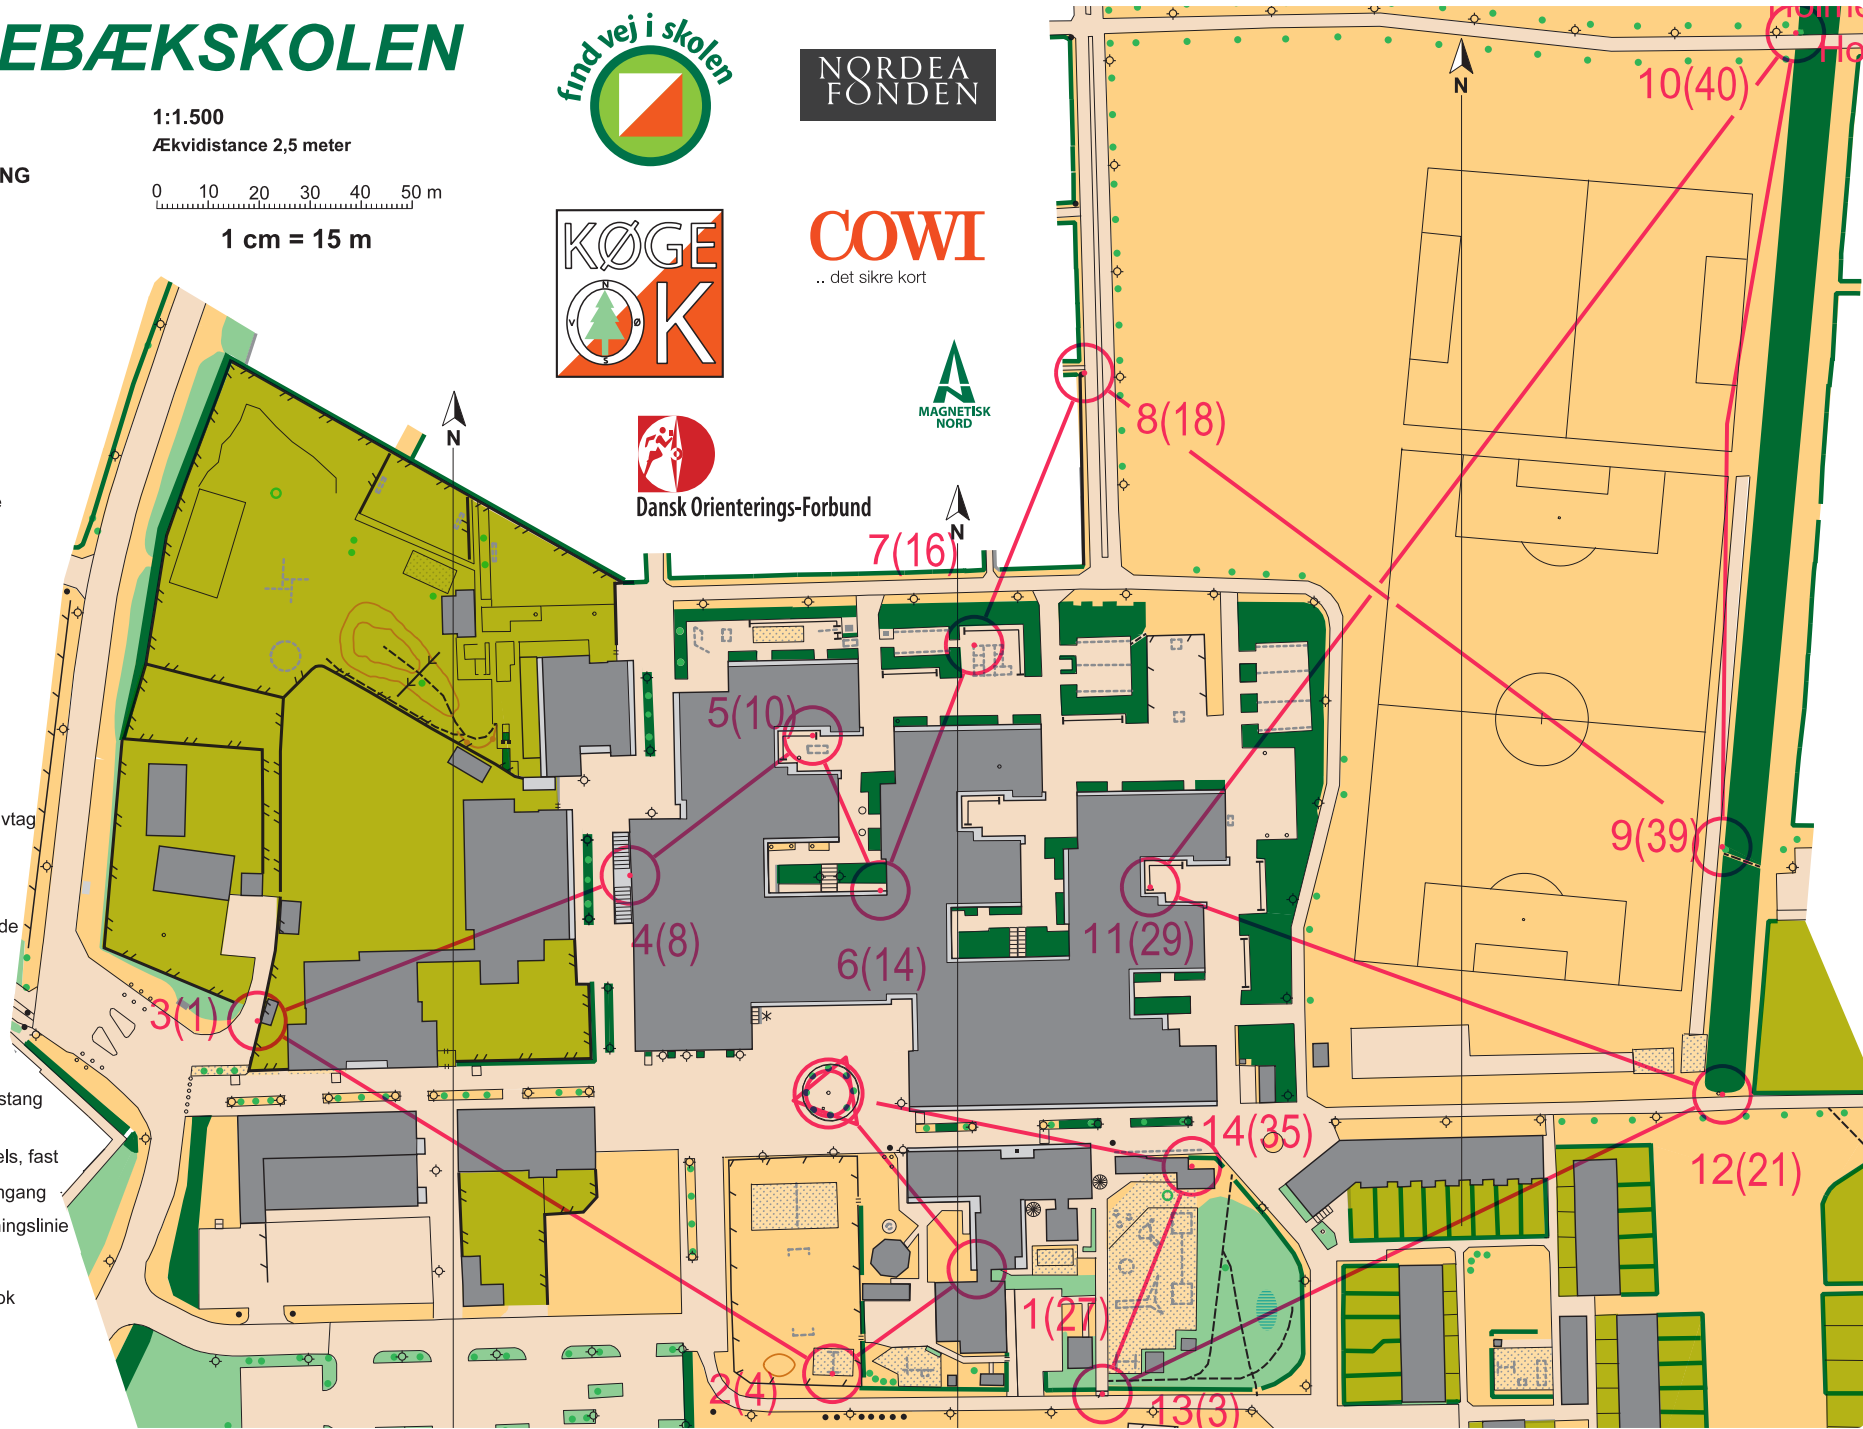 EBÆKSKOLEN
1:1.500
Ækvidistance 2,5 meter
NG
0 10 20 30 40 50 m
1 cm = 15 m
find vej i skolen
NORDEA
FONDEN
KØGE
OK
N
V
Ø
S
COWI
.. det sikre kort
MAGNETISK
NORD
Dansk Orienterings-Forbund
N
N
N
Ho
10(40)
8(18)
7(16)
5(10)
9(39)
4(8)
6(14)
11(29)
3(1)
14(35)
12(21)
1(27)
2(4)
13(3)
vtag
de
stang
els, fast
ngang
ningslinie
ok